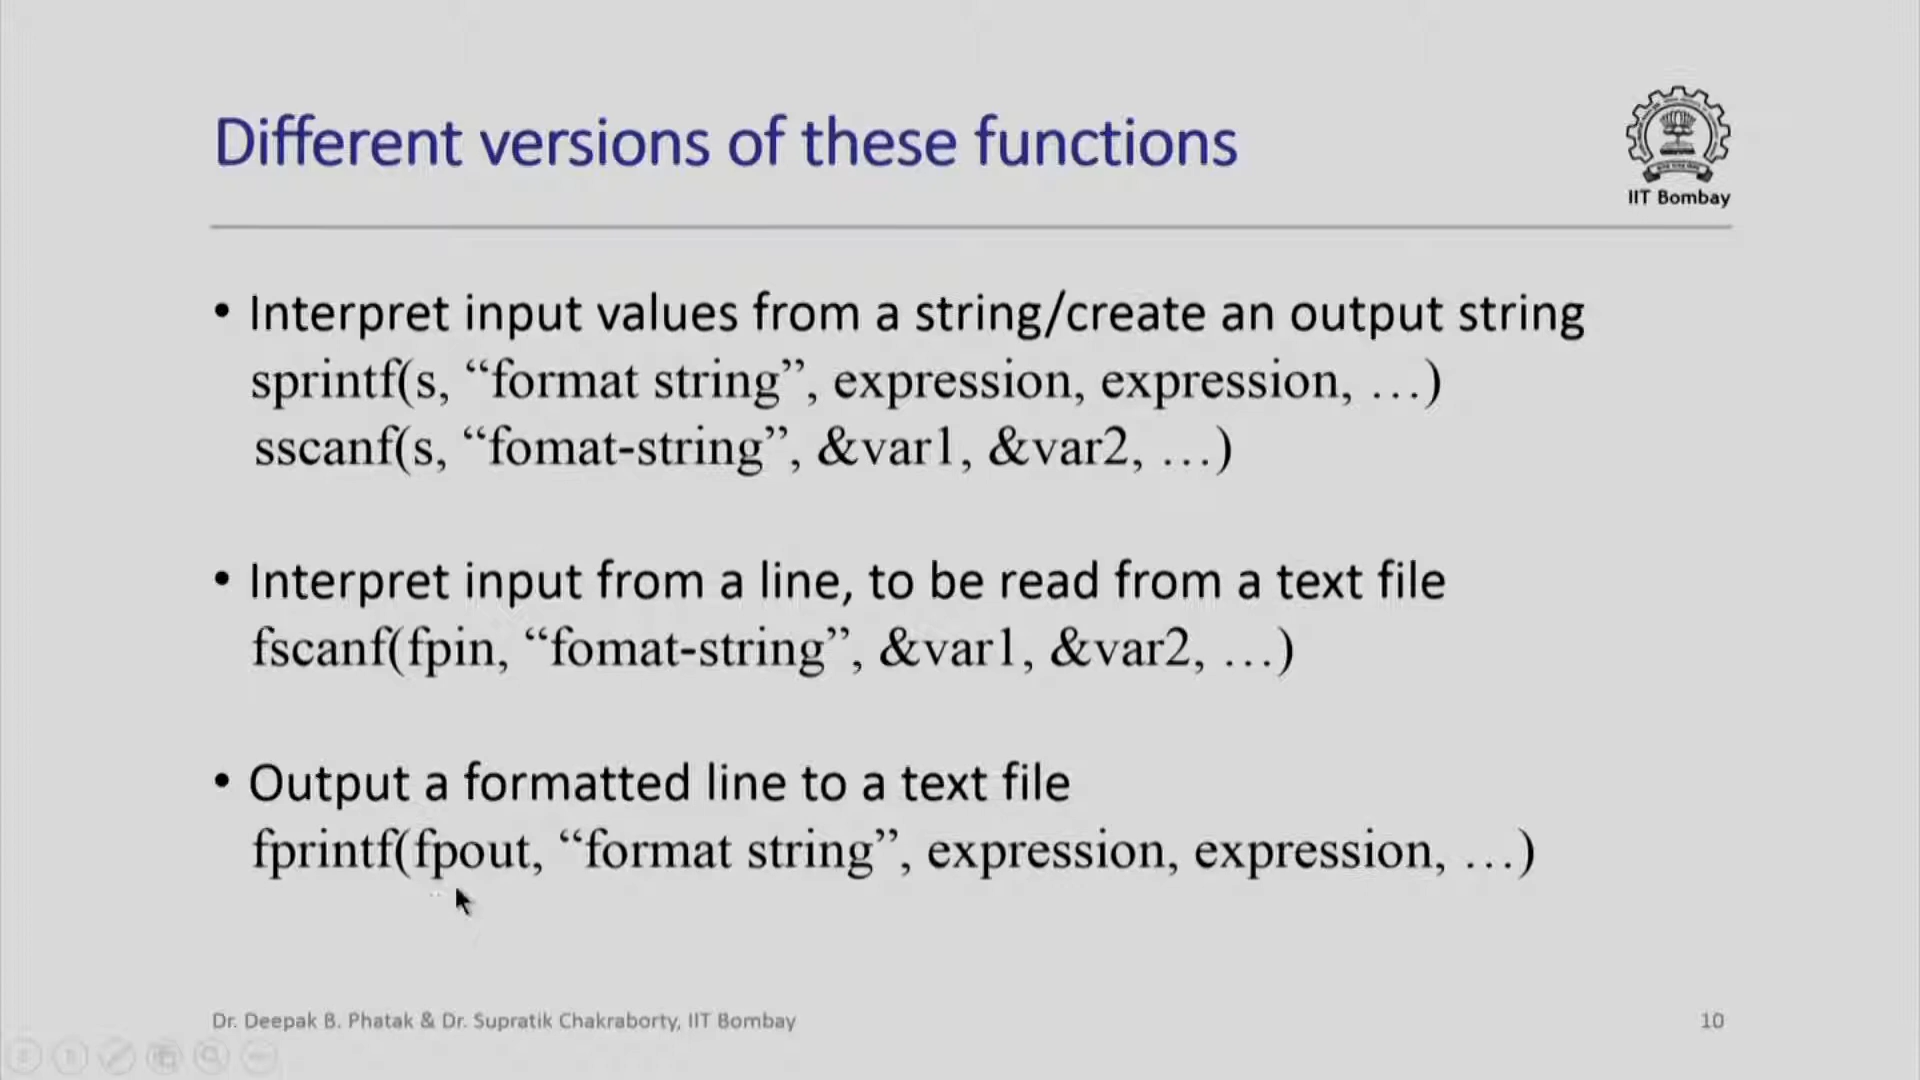 Different versions of these functions
IIT Bombay
• Interpret input values from a string/create an output string
sprintf(s, “format string”, expression, expression, …)
sscanf(s, “fomat-string”, &var1, &var2, …)
• Interpret input from a line, to be read from a text file
fscanf(fpin, “fomat-string”, &var1, &var2, …)
• Output a formatted line to a text file
fprintf(fpout, “format string”, expression, expression, …)
Dr. Deepak B. Phatak & Dr. Supratik Chakraborty, IIT Bombay
10